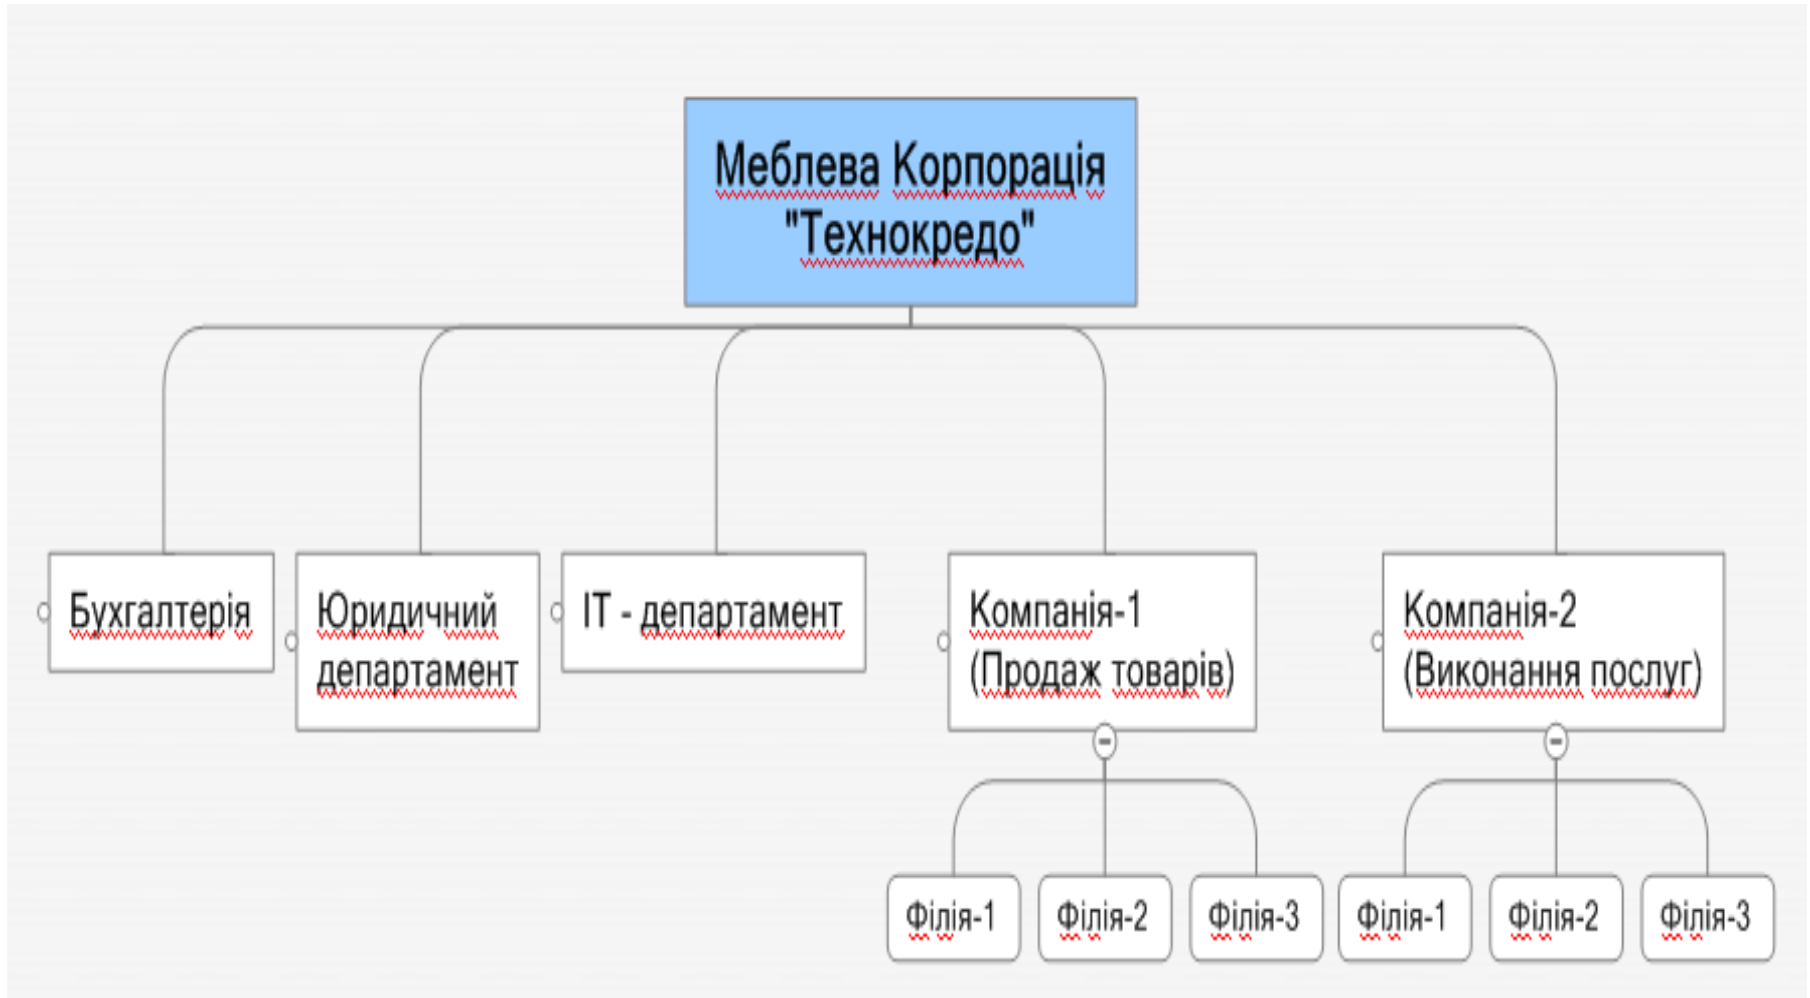 Меблева Корпорація
"Технокредо"
Бухгалтерія
Юридичний
департамент
IT - департамент
Компанія-1
(Продаж товарів)
Компанія-2
(Виконання послуг)
Філія-1
Філія-2
Філія-3
Філія-1
Філія-2
Філія-3